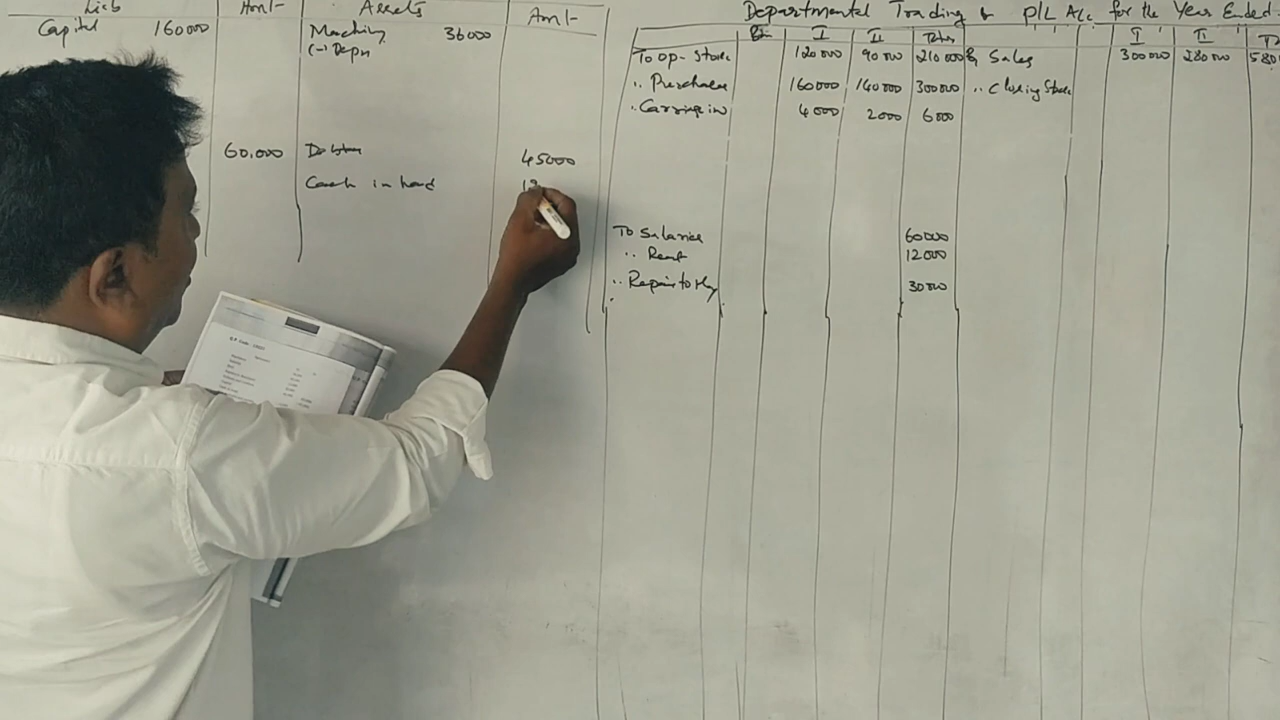 Liab Amt- Assets Amt-
Capital 160000 Machinery 36000
(-) Depn
60,000 Debtors 45000
Cash in hand
Departmental Trading & P/L A/c for the Year Ended
I II Total I II
To op- Stock 120000 90000 210000 By Sales 300000 280000 580
" Purchases 160000 140000 300000 " Closing Stock
" Carriage in 4000 2000 6000
To Salaries 60000
" Rent 12000
" Repair to My 3000